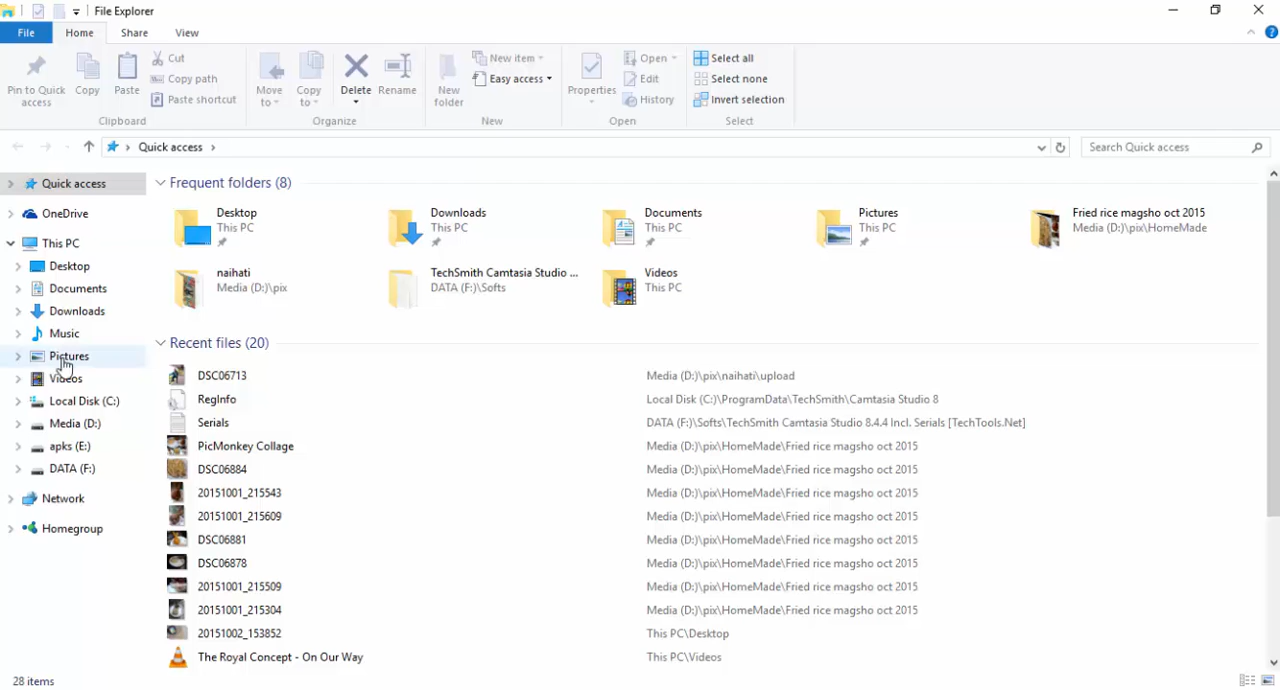 File Explorer
File Home Share View
Pin to Quick access
Copy
Paste
Cut
Copy path
Paste shortcut
Clipboard
Move to
Copy to
Delete
Rename
Organize
New folder
New item
Easy access
New
Properties
Open
Edit
History
Open
Select all
Select none
Invert selection
Select
Quick access
Search Quick access
Quick access
OneDrive
This PC
Desktop
Documents
Downloads
Music
Pictures
Videos
Local Disk (C:)
Media (D:)
apks (E:)
DATA (F:)
Network
Homegroup
Frequent folders (8)
Desktop
This PC
Downloads
This PC
Documents
This PC
Pictures
This PC
Fried rice magsho oct 2015
Media (D:)\pix\HomeMade
naihati
Media (D:)\pix
TechSmith Camtasia Studio ...
DATA (F:)\Softs
Videos
This PC
Recent files (20)
DSC06713 Media (D:)\pix\naihati\upload
RegInfo Local Disk (C:)\ProgramData\TechSmith\Camtasia Studio 8
Serials DATA (F:)\Softs\TechSmith Camtasia Studio 8.4.4 Incl. Serials [TechTools.Net]
PicMonkey Collage Media (D:)\pix\HomeMade\Fried rice magsho oct 2015
DSC06884 Media (D:)\pix\HomeMade\Fried rice magsho oct 2015
20151001_215543 Media (D:)\pix\HomeMade\Fried rice magsho oct 2015
20151001_215609 Media (D:)\pix\HomeMade\Fried rice magsho oct 2015
DSC06881 Media (D:)\pix\HomeMade\Fried rice magsho oct 2015
DSC06878 Media (D:)\pix\HomeMade\Fried rice magsho oct 2015
20151001_215509 Media (D:)\pix\HomeMade\Fried rice magsho oct 2015
20151001_215304 Media (D:)\pix\HomeMade\Fried rice magsho oct 2015
20151002_153852 This PC\Desktop
The Royal Concept - On Our Way This PC\Videos
28 items